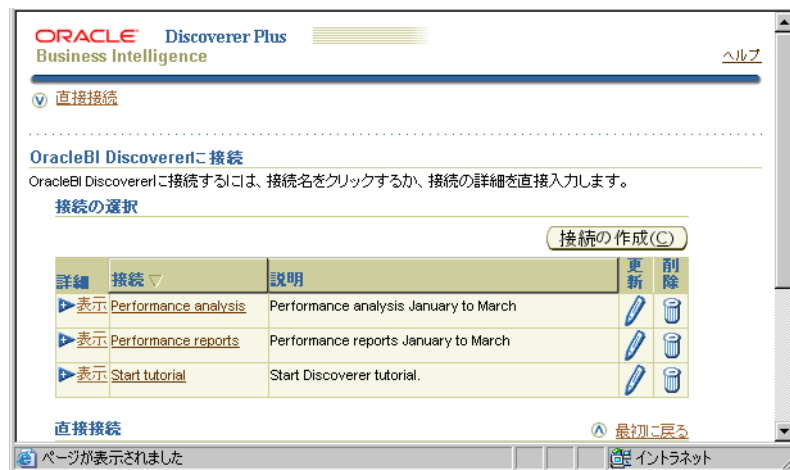 ORACLE Discoverer Plus
Business Intelligence
ヘルプ
直接接続
OracleBI Discovererに接続
OracleBI Discovererに接続するには、接続名をクリックするか、接続の詳細を直接入力します。
接続の選択
接続の作成(C)
詳細 接続 説明 更新 削除
表示 Performance analysis Performance analysis January to March
表示 Performance reports Performance reports January to March
表示 Start tutorial Start Discoverer tutorial.
直接接続 最初に戻る
ページが表示されました イントラネット